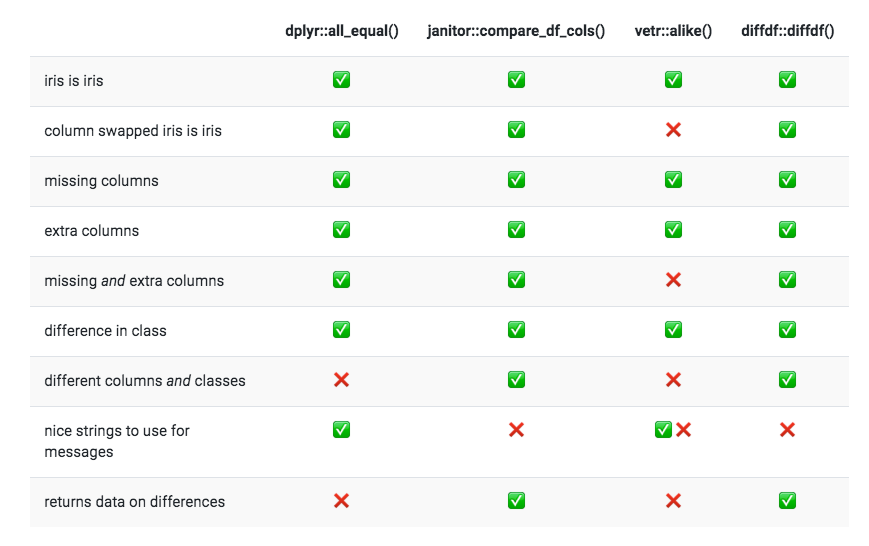 dplyr::all_equal() janitor::compare_df_cols() vetr::alike() diffdf::diffdf()
iris is iris ✅ ✅ ✅ ✅
column swapped iris is iris ✅ ✅ ❌ ✅
missing columns ✅ ✅ ✅ ✅
extra columns ✅ ✅ ✅ ✅
missing and extra columns ✅ ✅ ❌ ✅
difference in class ✅ ✅ ✅ ✅
different columns and classes ❌ ✅ ❌ ✅
nice strings to use for ✅ ❌ ✅❌ ❌
messages
returns data on differences ❌ ✅ ❌ ✅